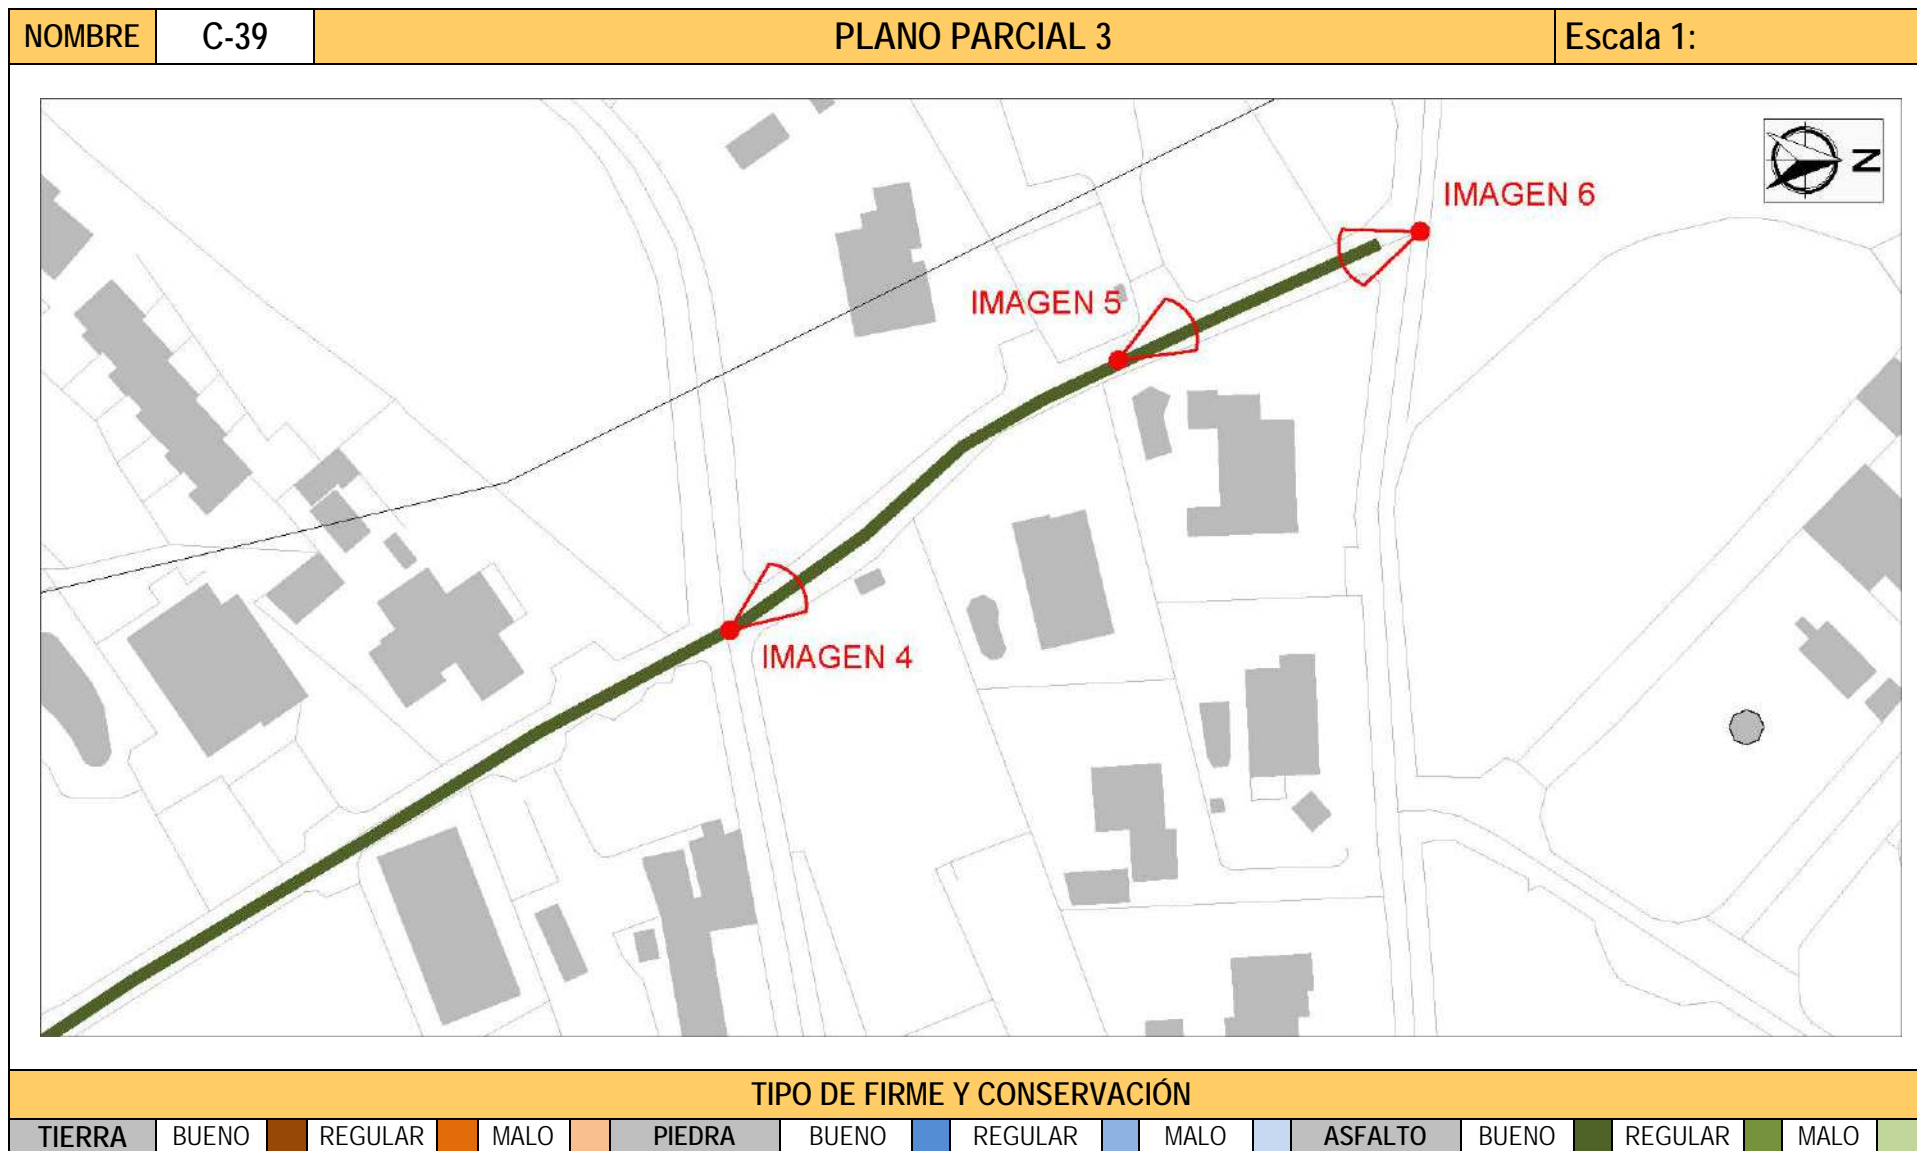 NOMBRE C-39 PLANO PARCIAL 3 Escala 1:
N
IMAGEN 6
IMAGEN 5
IMAGEN 4
TIPO DE FIRME Y CONSERVACIÓN
TIERRA BUENO REGULAR MALO PIEDRA BUENO REGULAR MALO ASFALTO BUENO REGULAR MALO